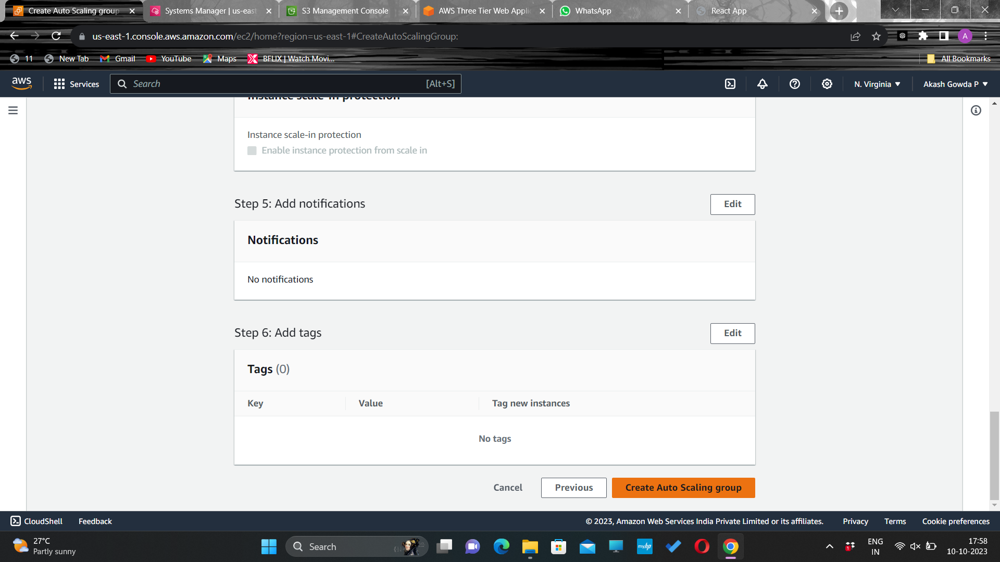 Create Auto Scaling group
Systems Manager | us-east
S3 Management Console
AWS Three Tier Web Applic
WhatsApp
React App
us-east-1.console.aws.amazon.com/ec2/home?region=us-east-1#CreateAutoScalingGroup:
A
11
New Tab
Gmail
YouTube
Maps
BFLIX | Watch Movi...
All Bookmarks
aws
Services
Search
[Alt+S]
N. Virginia
Akash Gowda P
Instance scale-in protection
Instance scale-in protection
Enable instance protection from scale in
Step 5: Add notifications
Edit
Notifications
No notifications
Step 6: Add tags
Edit
Tags (0)
Key
Value
Tag new instances
No tags
Cancel
Previous
Create Auto Scaling group
CloudShell
Feedback
© 2023, Amazon Web Services India Private Limited or its affiliates.
Privacy
Terms
Cookie preferences
27°C
Partly sunny
Search
myhp
1
ENG
IN
17:58
10-10-2023